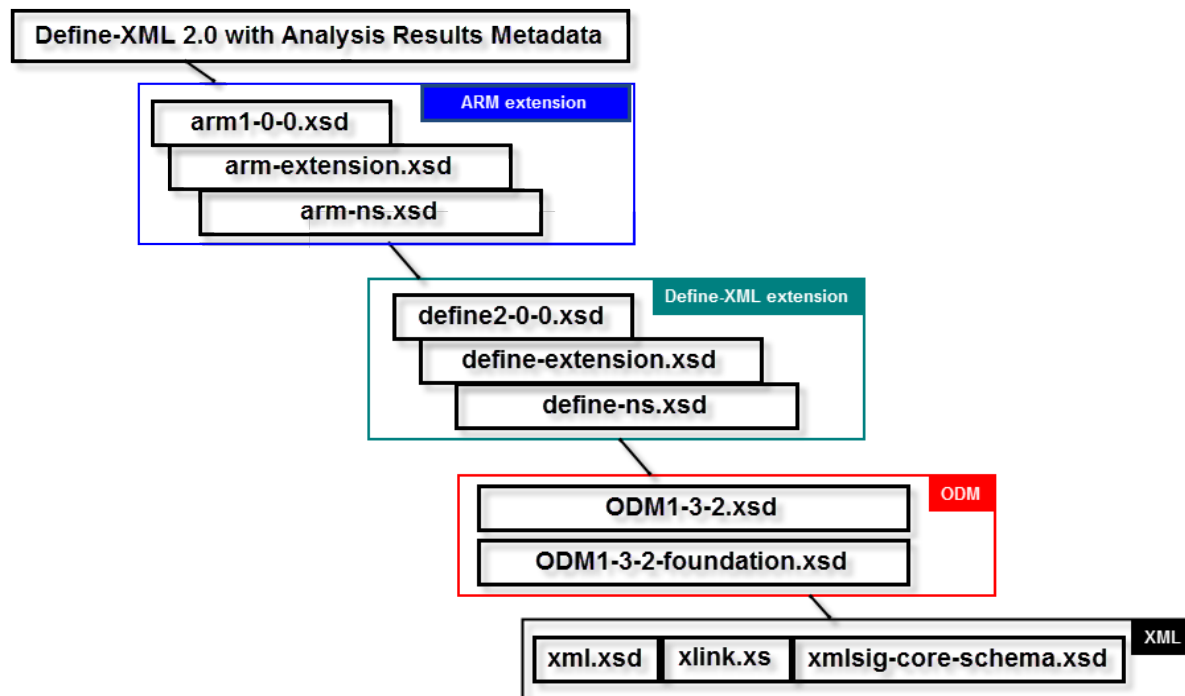 Define-XML 2.0 with Analysis Results Metadata
ARM extension
arm1-0-0.xsd
arm-extension.xsd
arm-ns.xsd
Define-XML extension
define2-0-0.xsd
define-extension.xsd
define-ns.xsd
ODM
ODM1-3-2.xsd
ODM1-3-2-foundation.xsd
XML
xml.xsd
xlink.xs
xmlsig-core-schema.xsd